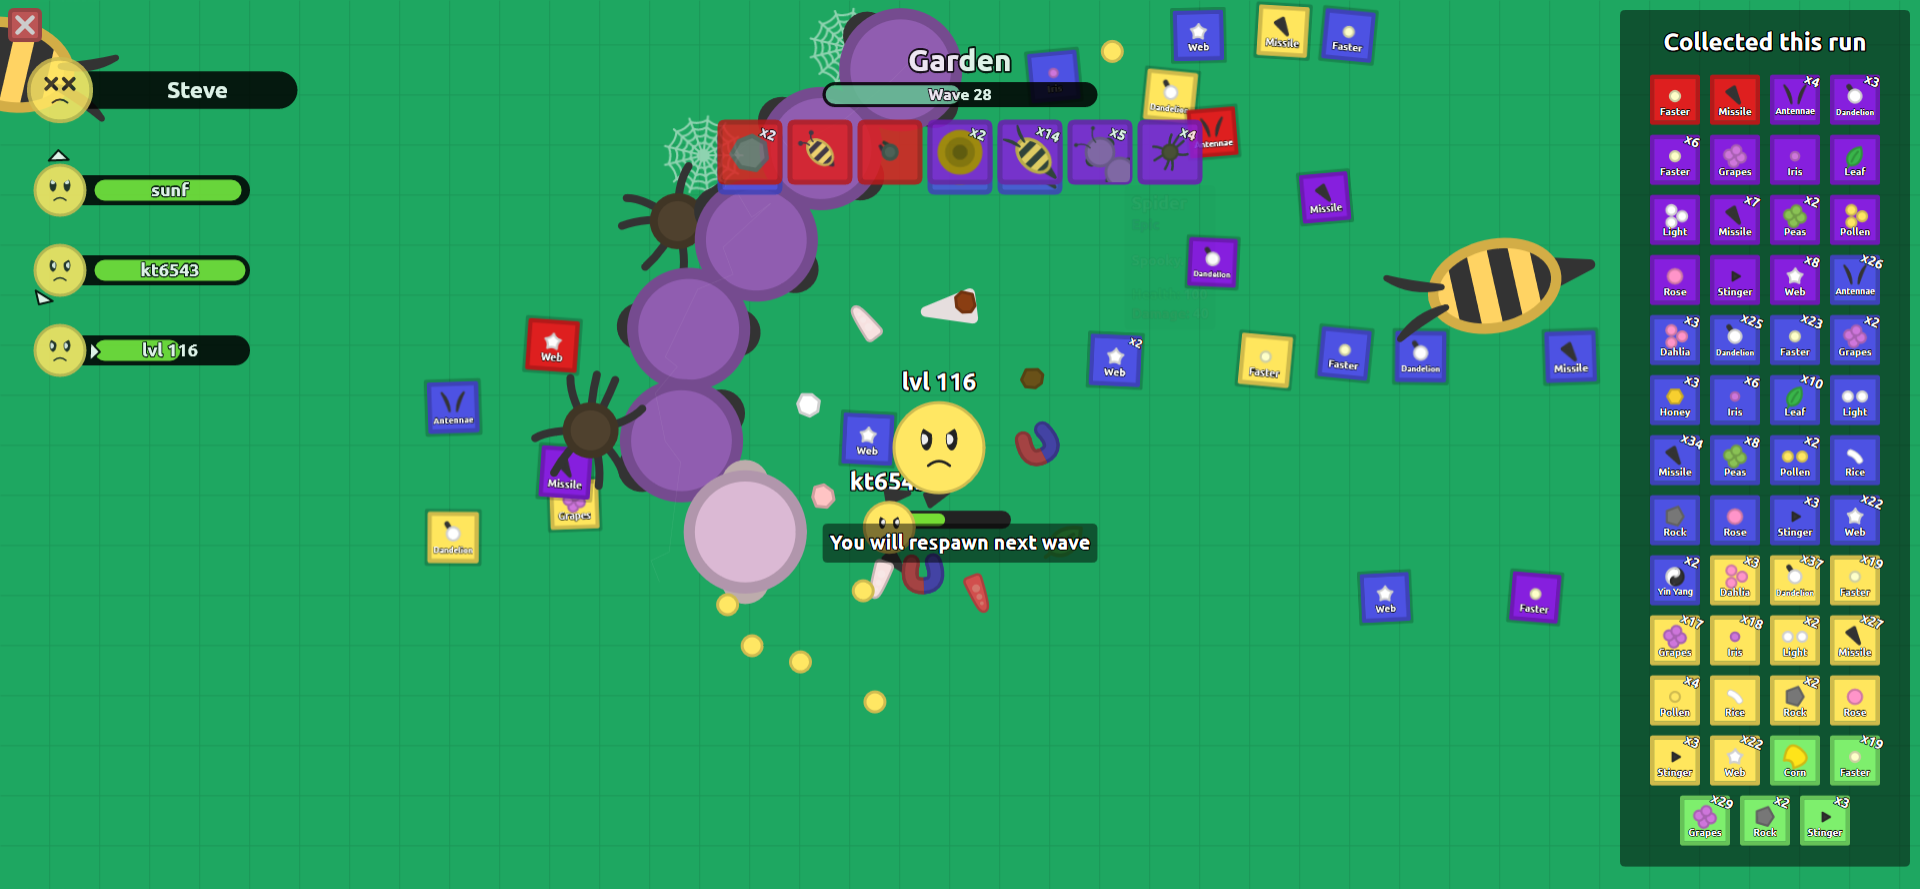 Garden
Wave 28
Steve
sunf
kt6543
lvl 116
x2
x2
x14
x5
x4
Web
Missile
Faster
Iris
Dandelion
Antennae
Missile
Dandelion
Web
Antennae
Missile
Grapes
Dandelion
lvl 116
Web
x2
Web
Faster
Faster
Dandelion
Missile
You will respawn next wave
Web
Faster
Collected this run
Faster
Missile
x4
Antennae
x3
Dandelion
x6
Faster
Grapes
Iris
Leaf
Light
x7
Missile
x2
Peas
Pollen
Rose
Stinger
x8
Web
x26
Antennae
x3
Dahlia
x25
Dandelion
x23
Faster
x2
Grapes
x3
Honey
x6
Iris
x10
Leaf
Light
x34
Missile
x8
Peas
x2
Pollen
Rice
Rock
Rose
x3
Stinger
x22
Web
x2
Yin Yang
x3
Dahlia
x37
Dandelion
x19
Faster
x17
Grapes
x18
Iris
x2
Light
x27
Missile
x4
Pollen
Rice
x2
Rock
Rose
x3
Stinger
x22
Web
Corn
x19
Faster
x29
Grapes
x2
Rock
x3
Stinger